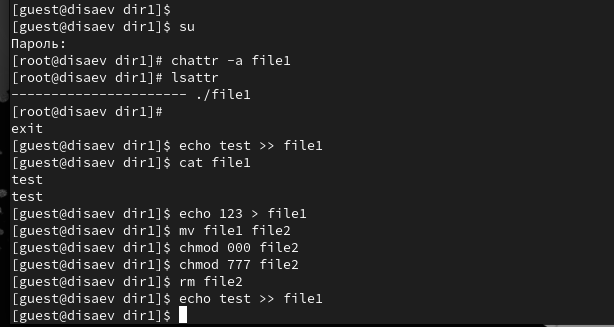 [guest@disaev dir1]$
[guest@disaev dir1]$ su
Пароль:
[root@disaev dir1]# chattr -a file1
[root@disaev dir1]# lsattr
---------------------- ./file1
[root@disaev dir1]#
exit
[guest@disaev dir1]$ echo test >> file1
[guest@disaev dir1]$ cat file1
test
test
[guest@disaev dir1]$ echo 123 > file1
[guest@disaev dir1]$ mv file1 file2
[guest@disaev dir1]$ chmod 000 file2
[guest@disaev dir1]$ chmod 777 file2
[guest@disaev dir1]$ rm file2
[guest@disaev dir1]$ echo test >> file1
[guest@disaev dir1]$